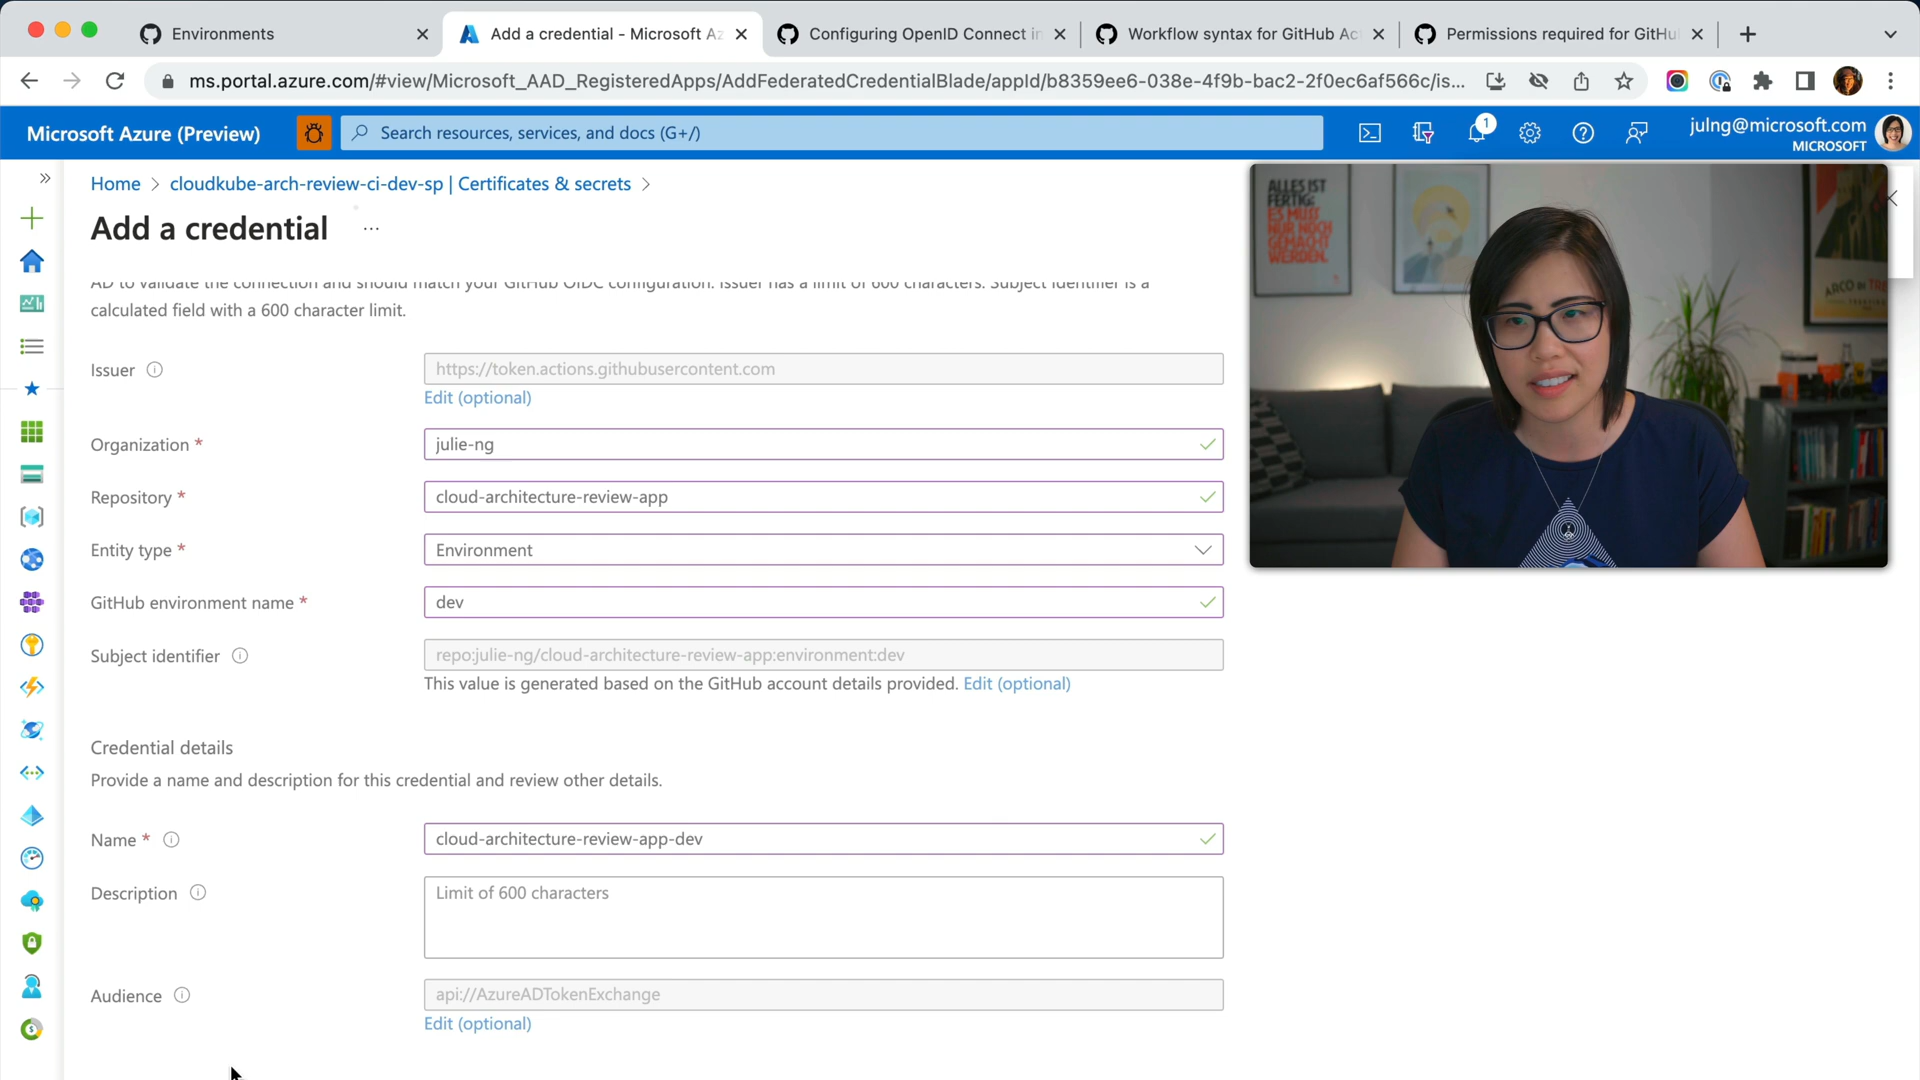 Environments
Add a credential - Microsoft Az
Configuring OpenID Connect in
Workflow syntax for GitHub Ac
Permissions required for GitHu
ms.portal.azure.com/#view/Microsoft_AAD_RegisteredApps/AddFederatedCredentialBlade/appId/b8359ee6-038e-4f9b-bac2-2f0ec6af566c/is...
Microsoft Azure (Preview)
Search resources, services, and docs (G+/)
1
julng@microsoft.com
MICROSOFT
Home > cloudkube-arch-review-ci-dev-sp | Certificates & secrets >
Add a credential
...
AD to validate the connection and should match your GitHub OIDC configuration. Issuer has a limit of 600 characters. Subject Identifier is a
calculated field with a 600 character limit.
Issuer
https://token.actions.githubusercontent.com
Edit (optional)
Organization *
julie-ng
Repository *
cloud-architecture-review-app
Entity type *
Environment
GitHub environment name *
dev
Subject identifier
repo:julie-ng/cloud-architecture-review-app:environment:dev
This value is generated based on the GitHub account details provided. Edit (optional)
Credential details
Provide a name and description for this credential and review other details.
Name *
cloud-architecture-review-app-dev
Description
Limit of 600 characters
Audience
api://AzureADTokenExchange
Edit (optional)
ALLES IST
FERTIG:
ES MUSS
NUR NOCH
GEMACHT
WERDEN.